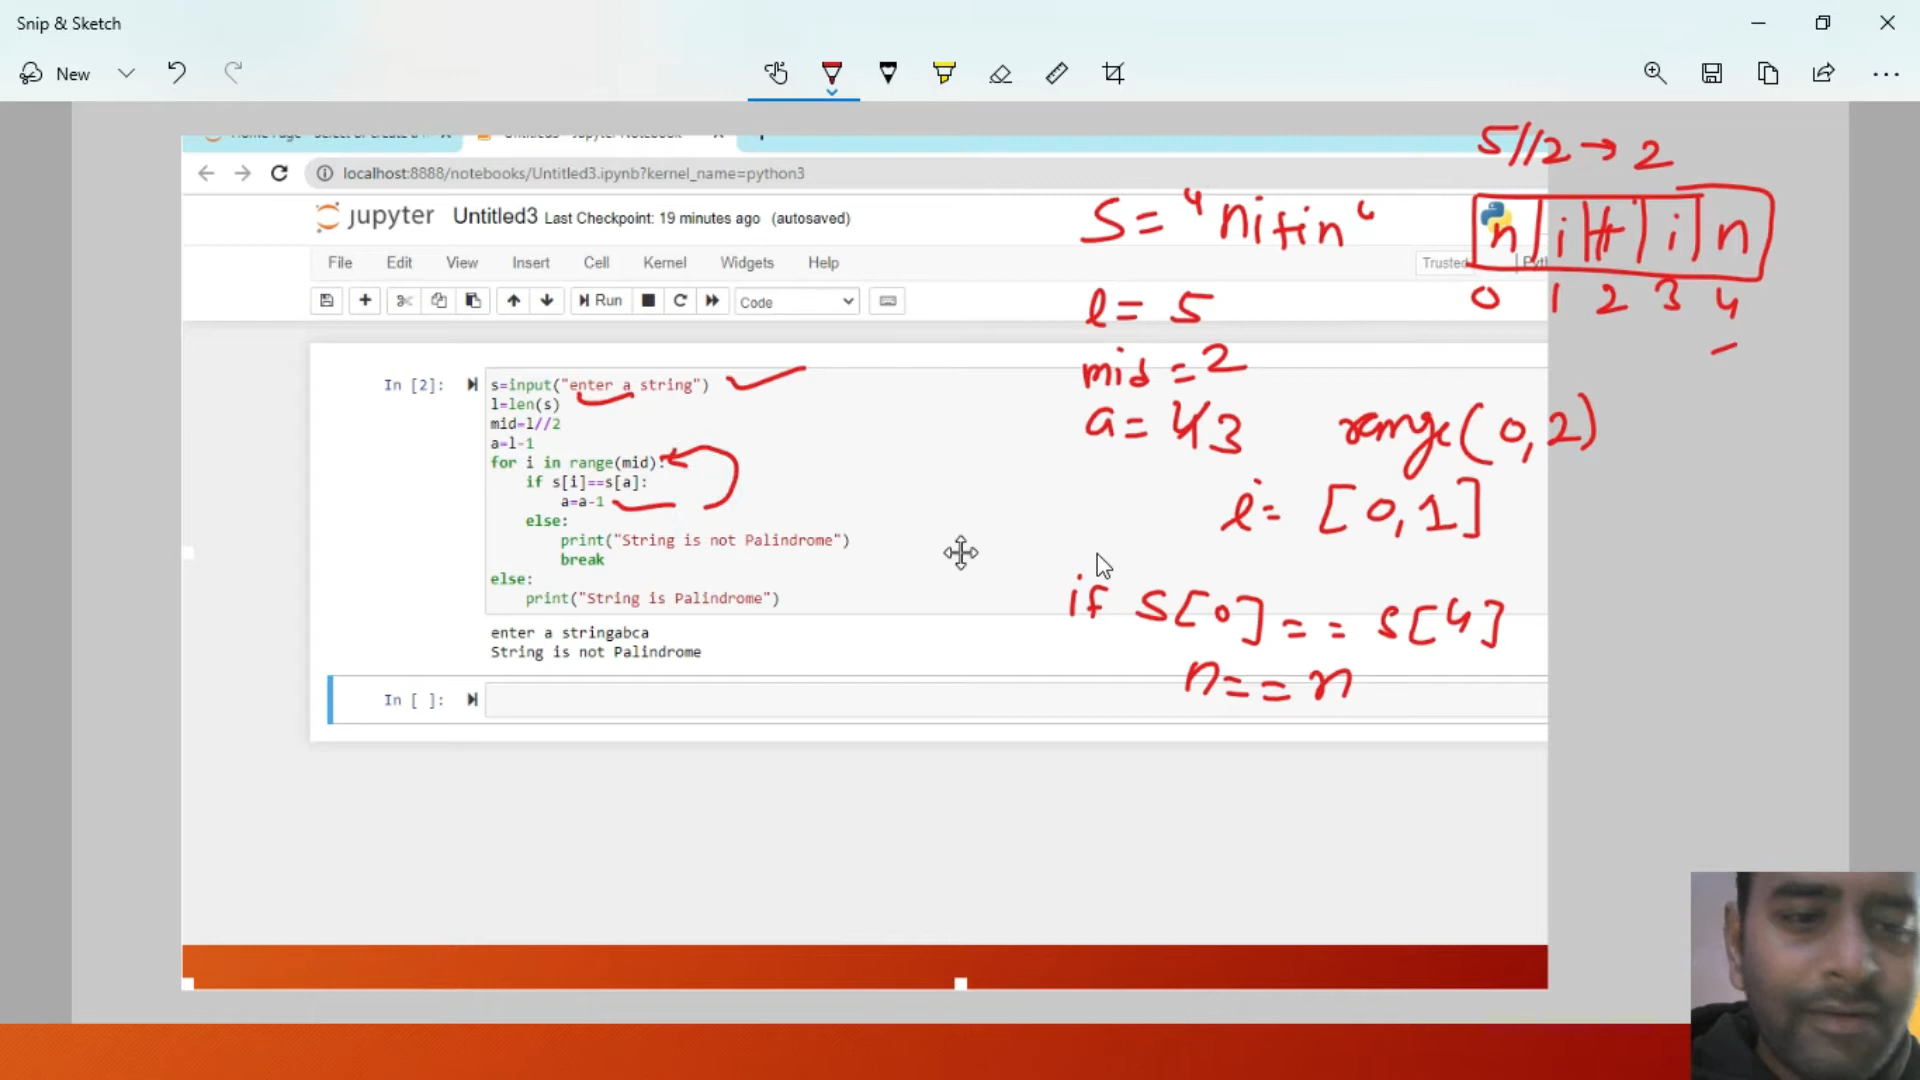 Snip & Sketch
New
localhost:8888/notebooks/Untitled3.ipynb?kernel_name=python3
jupyter Untitled3 Last Checkpoint: 19 minutes ago (autosaved)
File Edit View Insert Cell Kernel Widgets Help
Trusted
Run
Code
In [2]:
s=input("enter a string")
l=len(s)
mid=l//2
a=l-1
for i in range(mid):
if s[i]==s[a]:
a=a-1
else:
print("String is not Palindrome")
break
else:
print("String is Palindrome")
enter a stringabca
String is not Palindrome
In [ ]:
5//2 → 2
S = "nitin"
n i t i n
0 1 2 3 4
l = 5
mid = 2
a = 4 3
range(0,2)
i = [0,1]
if s[0] == s[4]
n == n